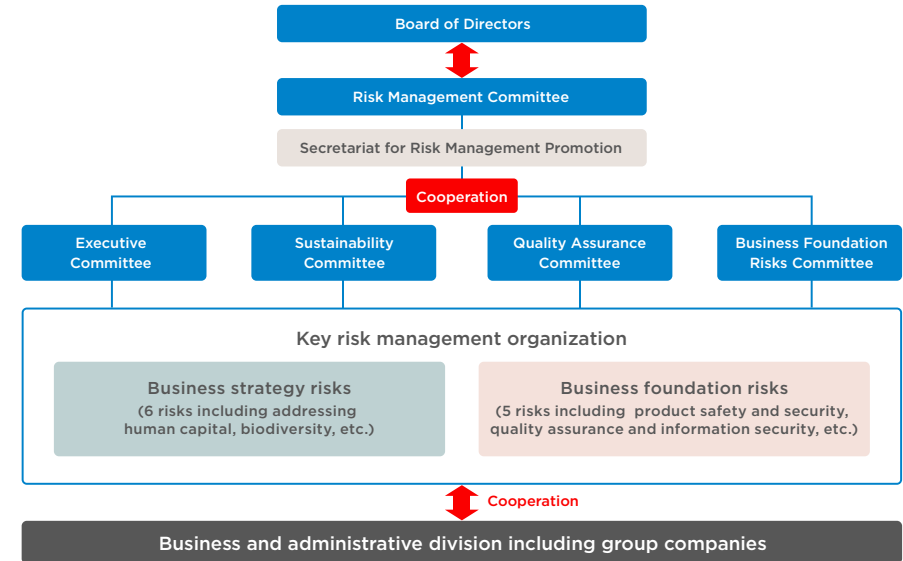 Board of Directors
Risk Management Committee
Secretariat for Risk Management Promotion
Cooperation
Executive
Committee
Sustainability
Committee
Quality Assurance
Committee
Business Foundation
Risks Committee
Key risk management organization
Business strategy risks
(6 risks including addressing
human capital, biodiversity, etc.)
Business foundation risks
(5 risks including product safety and security,
quality assurance and information security, etc.)
Cooperation
Business and administrative division including group companies